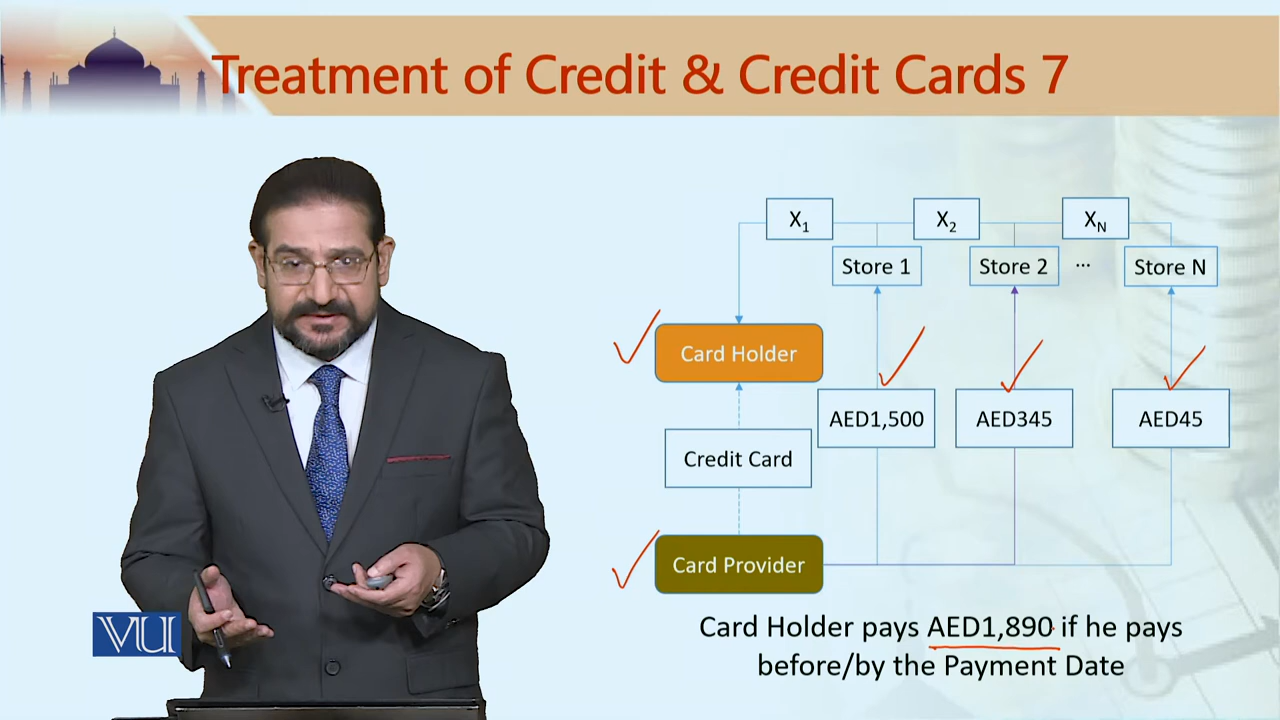 Treatment of Credit & Credit Cards 7
X1
X2
XN
Store 1
Store 2
...
Store N
Card Holder
AED1,500
AED345
AED45
Credit Card
Card Provider
VU
Card Holder pays AED1,890 if he pays
before/by the Payment Date